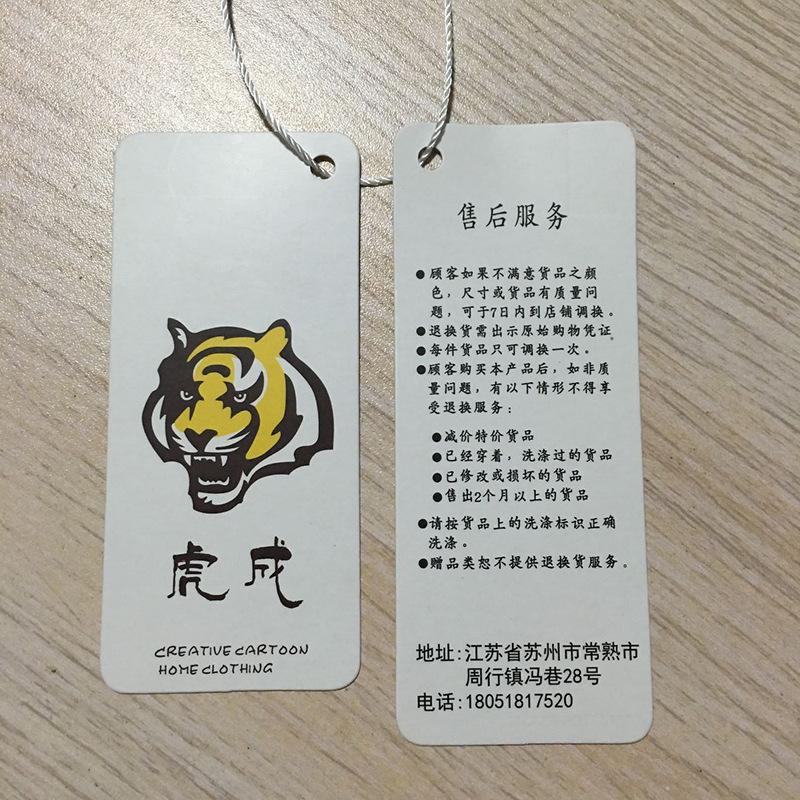 虎成
CREATIVE CARTOON
HOME CLOTHING
售后服务
●顾客如果不满意货品之颜
色，尺寸或货品有质量问
题，可于7日内到店铺调换。
●退换货需出示原始购物凭证。
●每件货品只可调换一次。
●顾客购买本产品后，如非质
量问题，有以下情形不得享
受退换服务：
●减价特价货品
●已经穿着，洗涤过的货品
●已修改或损坏的货品
●售出2个月以上的货品
●请按货品上的洗涤标识正确
洗涤。
●赠品类恕不提供退换货服务。
地址:江苏省苏州市常熟市
周行镇冯巷28号
电话:18051817520